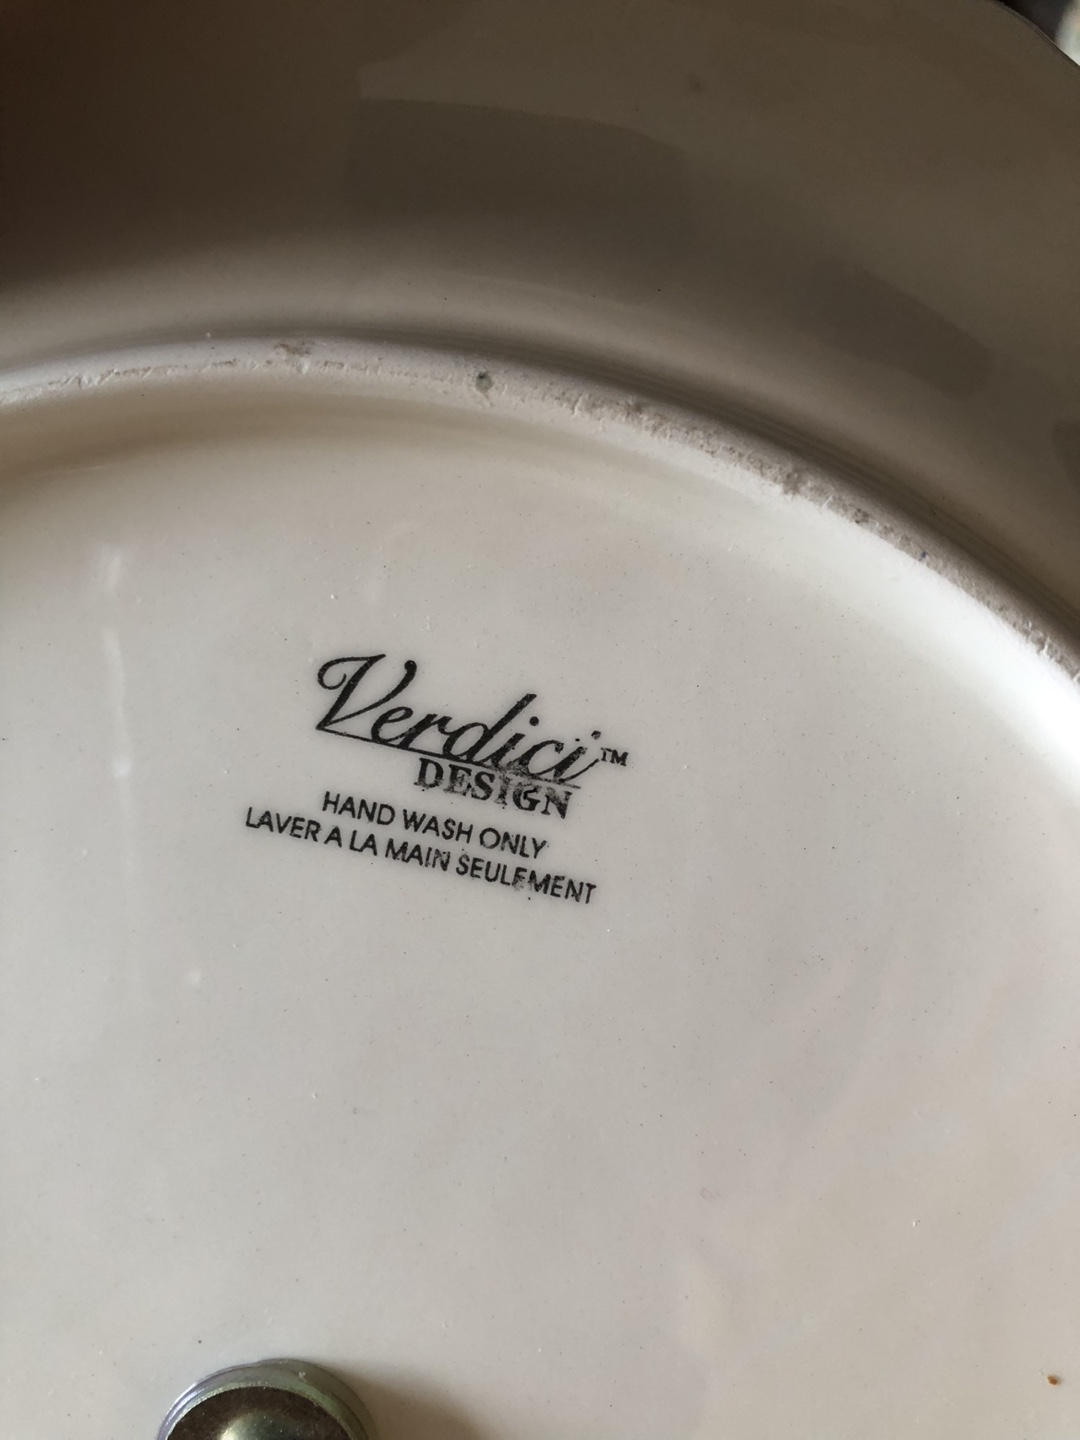 Verdici™
DESIGN
HAND WASH ONLY
LAVER A LA MAIN SEULEMENT